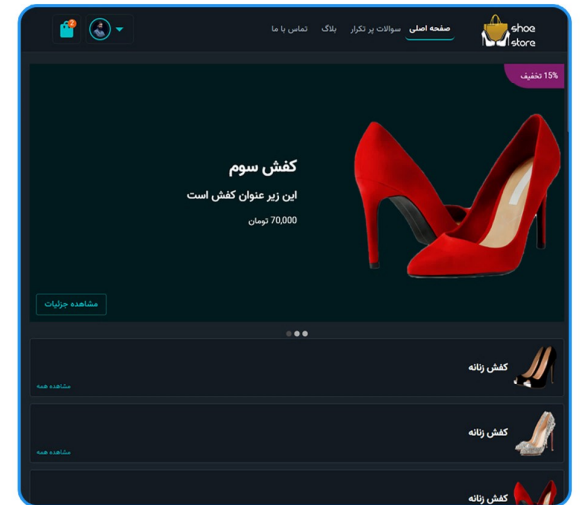 shoe
store
صفحه اصلی
سوالات پر تکرار
بلاگ
تماس با ما
2
15% تخفیف
کفش سوم
این زیر عنوان کفش است
70,000 تومان
مشاهده جزئیات
کفش زنانه
مشاهده همه
کفش زنانه
مشاهده همه
کفش زنانه